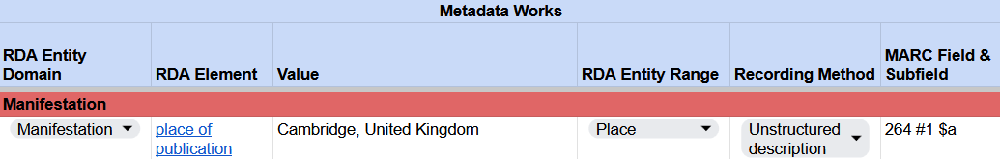 Metadata Works
RDA Entity Domain RDA Element Value RDA Entity Range Recording Method MARC Field & Subfield
Manifestation
Manifestation place of publication Cambridge, United Kingdom Place Unstructured description 264 #1 $a